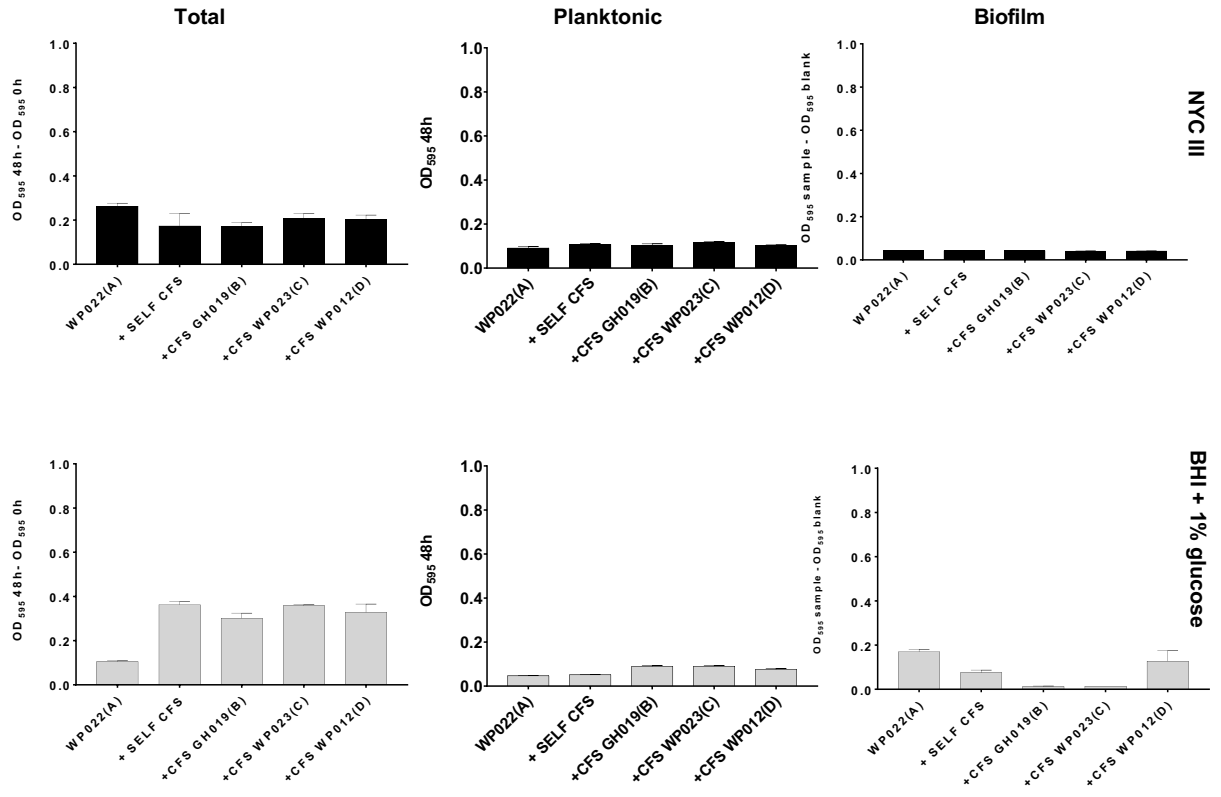 Total
Planktonic
Biofilm
OD595 48h - OD595 0h
1.0
0.8
0.6
0.4
0.2
0.0
WP022(A)
+ SELF CFS
+CFS GH019(B)
+CFS WP023(C)
+CFS WP012(D)
OD595 48h
1.0
0.8
0.6
0.4
0.2
0.0
WP022(A)
+ SELF CFS
+CFS GH019(B)
+CFS WP023(C)
+CFS WP012(D)
OD595 sample - OD595 blank
1.0
0.8
0.6
0.4
0.2
0.0
WP022(A)
+ SELF CFS
+CFS GH019(B)
+CFS WP023(C)
+CFS WP012(D)
NYC III
OD595 48h - OD595 0h
1.0
0.8
0.6
0.4
0.2
0.0
WP022(A)
+ SELF CFS
+CFS GH019(B)
+CFS WP023(C)
+CFS WP012(D)
OD595 48h
1.0
0.8
0.6
0.4
0.2
0.0
WP022(A)
+ SELF CFS
+CFS GH019(B)
+CFS WP023(C)
+CFS WP012(D)
OD595 sample - OD595 blank
1.0
0.8
0.6
0.4
0.2
0.0
WP022(A)
+ SELF CFS
+CFS GH019(B)
+CFS WP023(C)
+CFS WP012(D)
BHI + 1% glucose